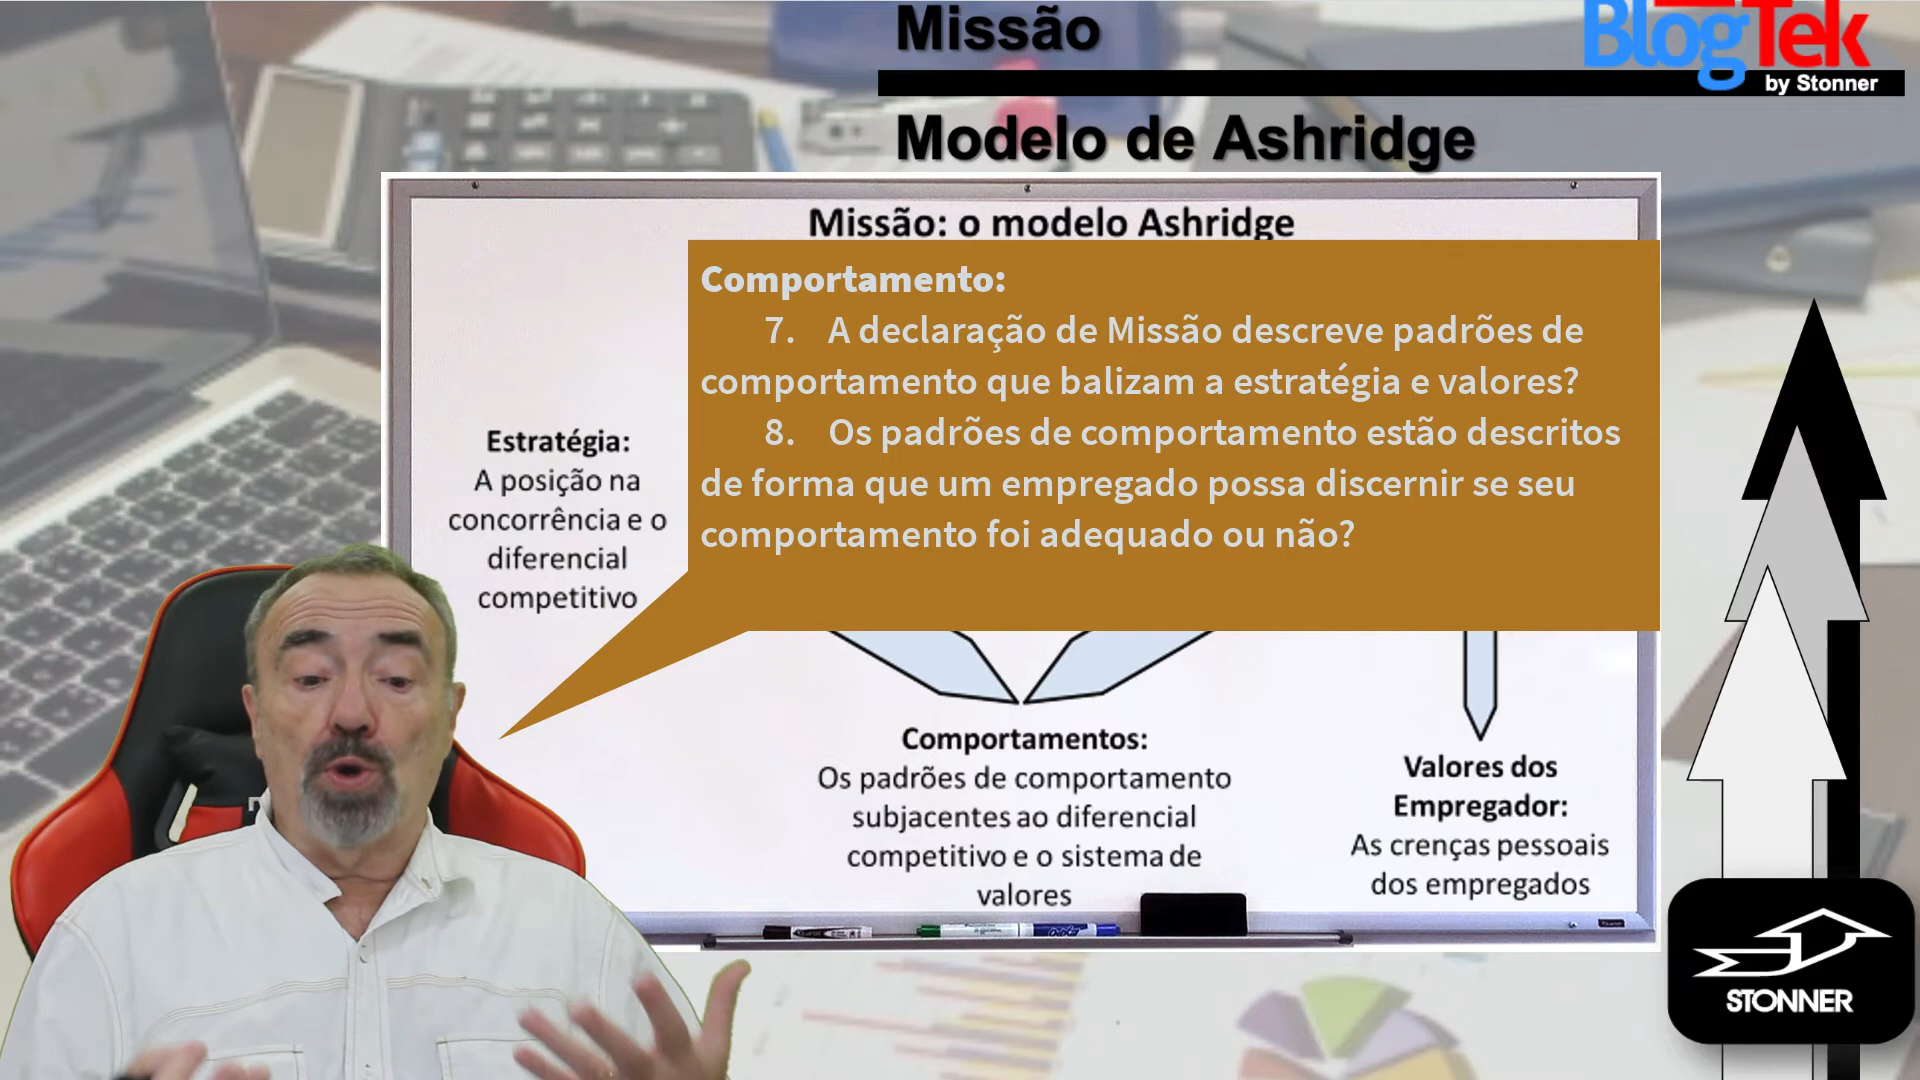 Missão
BlogTek
by Stonner
Modelo de Ashridge
Missão: o modelo Ashridge
Comportamento:
7. A declaração de Missão descreve padrões de
comportamento que balizam a estratégia e valores?
8. Os padrões de comportamento estão descritos
de forma que um empregado possa discernir se seu
comportamento foi adequado ou não?
Estratégia:
A posição na
concorrência e o
diferencial
competitivo
Comportamentos:
Os padrões de comportamento
subjacentes ao diferencial
competitivo e o sistema de
valores
Valores dos
Empregador:
As crenças pessoais
dos empregados
STONNER